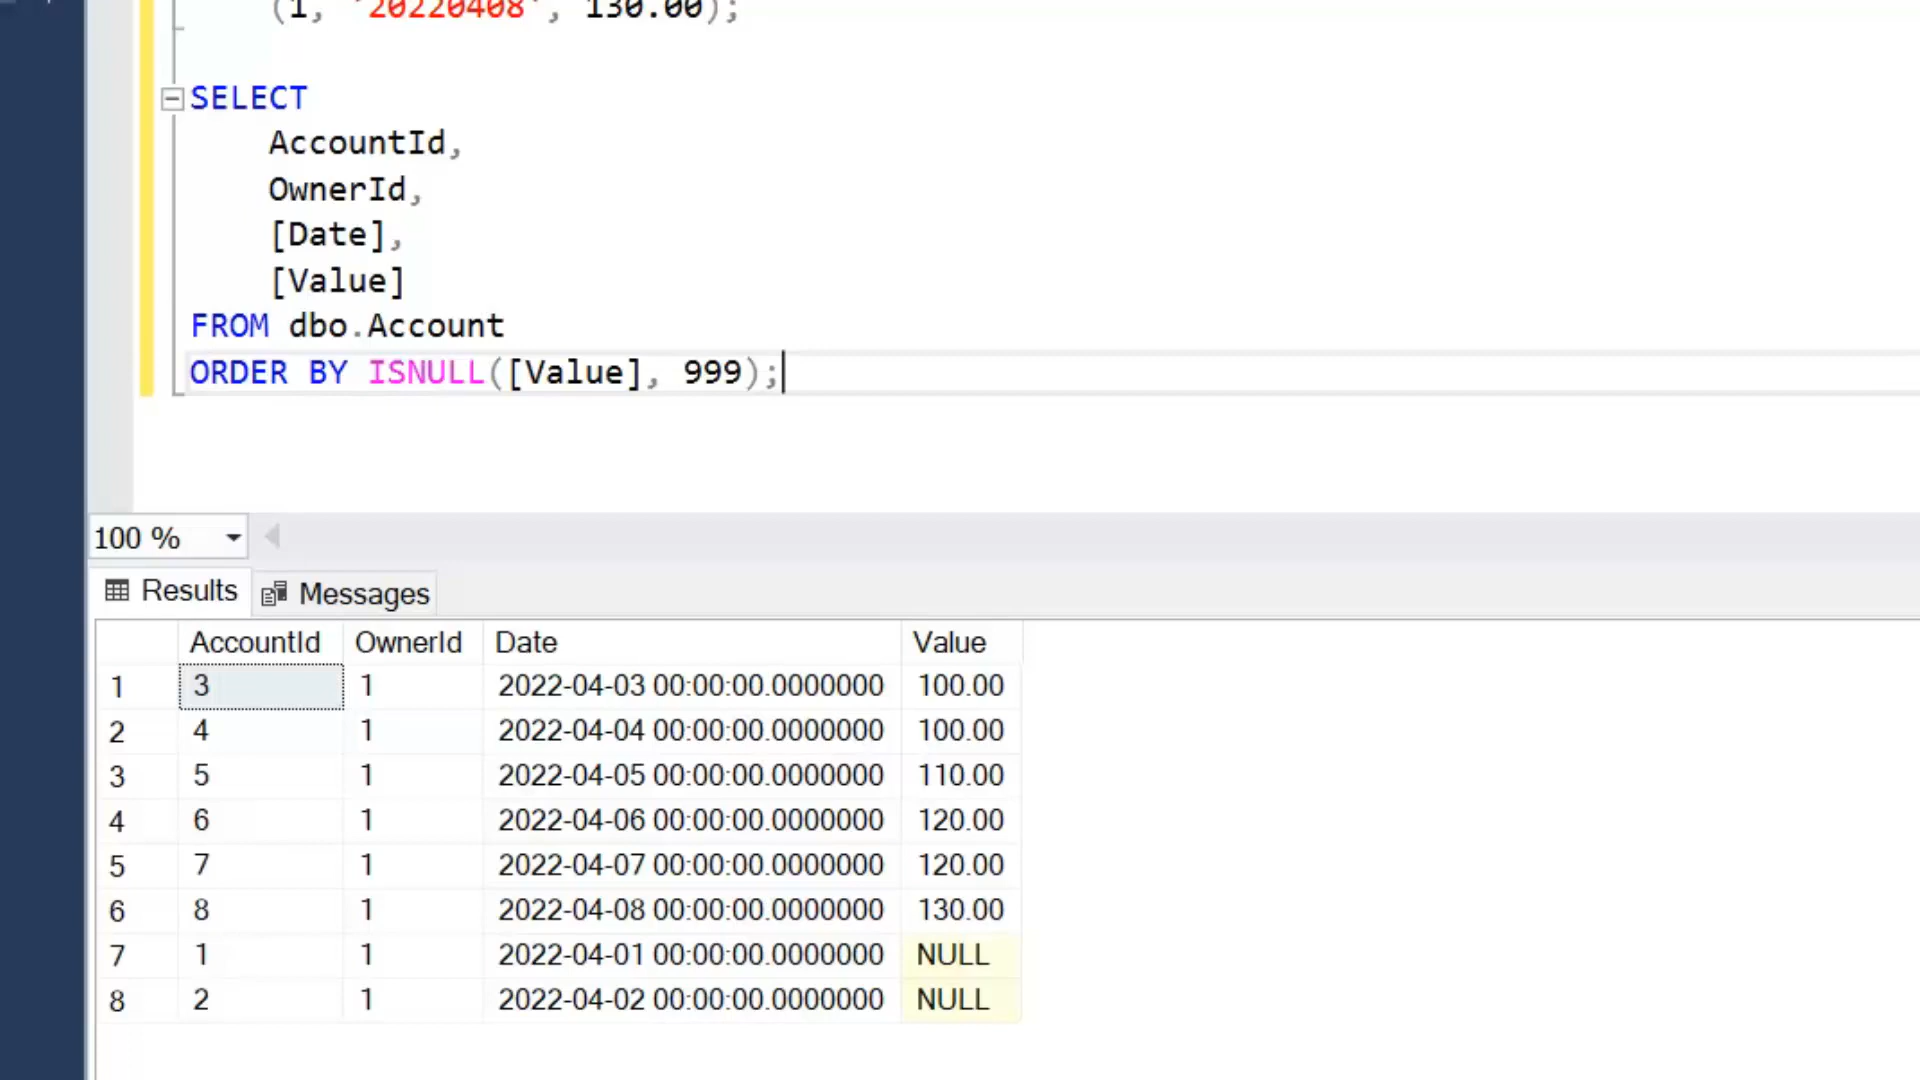 (1, '20220408', 130.00);
SELECT
AccountId,
OwnerId,
[Date],
[Value]
FROM dbo.Account
ORDER BY ISNULL([Value], 999);
100 %
Results Messages
AccountId OwnerId Date Value
1 3 1 2022-04-03 00:00:00.0000000 100.00
2 4 1 2022-04-04 00:00:00.0000000 100.00
3 5 1 2022-04-05 00:00:00.0000000 110.00
4 6 1 2022-04-06 00:00:00.0000000 120.00
5 7 1 2022-04-07 00:00:00.0000000 120.00
6 8 1 2022-04-08 00:00:00.0000000 130.00
7 1 1 2022-04-01 00:00:00.0000000 NULL
8 2 1 2022-04-02 00:00:00.0000000 NULL